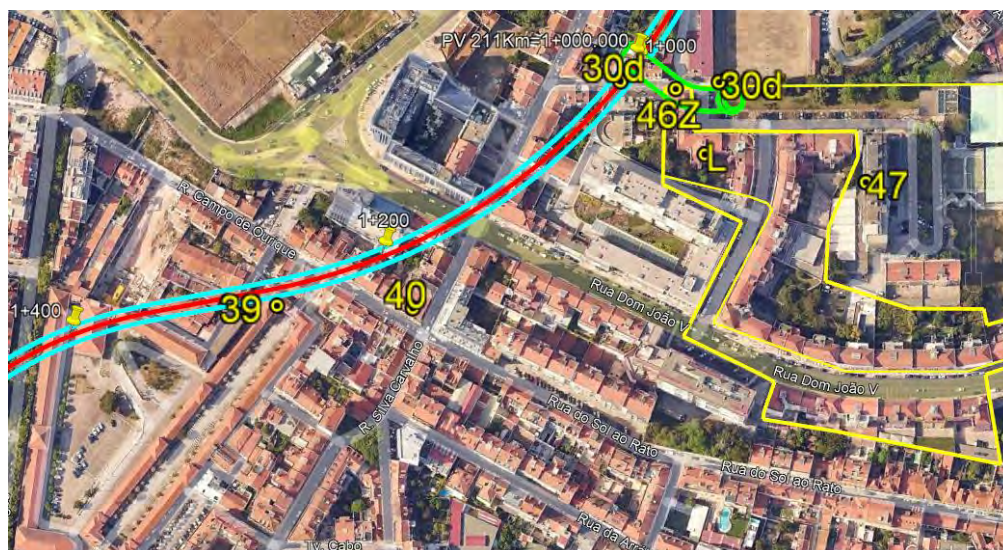 PV 211Km=1+000.000
1+000
30d
30d
46Z
L
47
R. Campo de Ourique
1+200
39
40
1+400
Rua Dom João V
Rua Dom João V
R. Silva Carvalho
Rua do Sol ao Rato
Rua do Sol ao Rato
Tv. Cabo